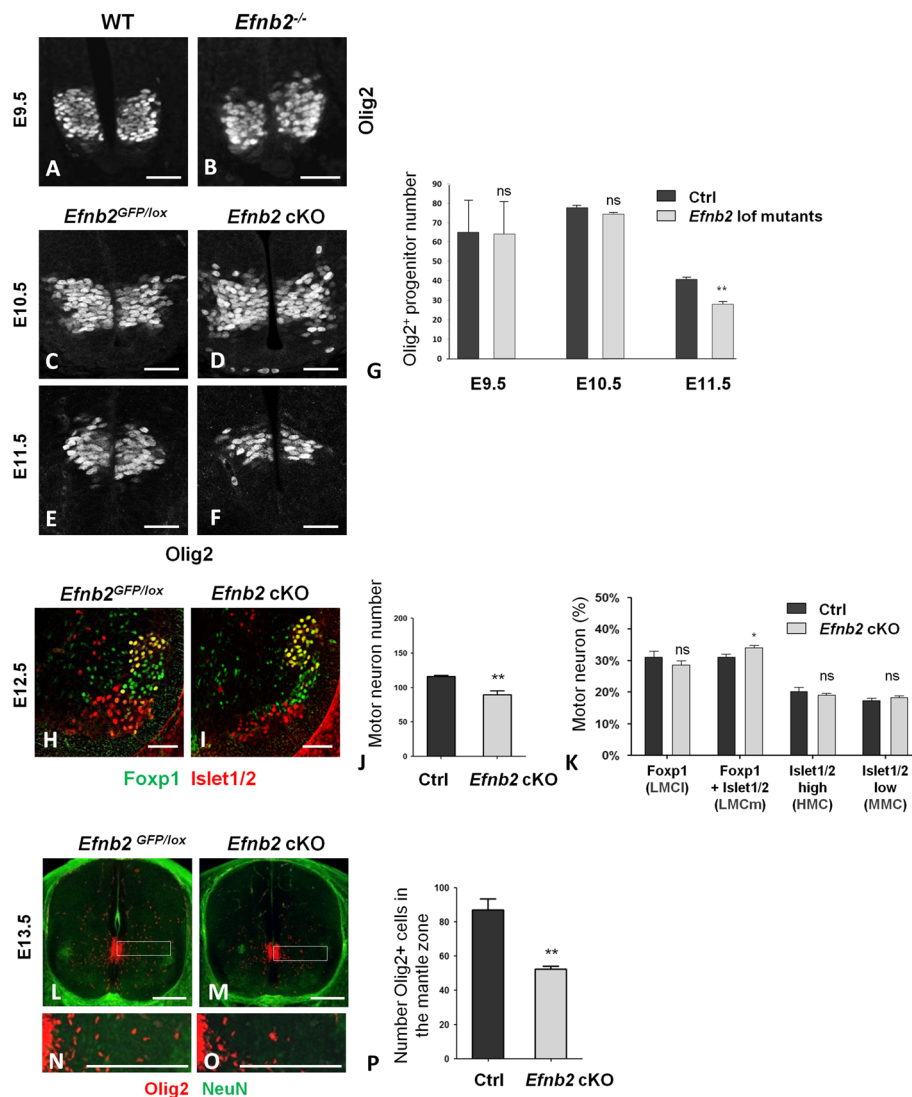 WT
Efnb2-/-
E9.5
A
B
Olig2
Efnb2GFP/lox
Efnb2 cKO
E10.5
C
D
E11.5
E
F
Olig2
Olig2+ progenitor number
90
80
70
60
50
40
30
20
10
0
ns
ns
**
Ctrl
Efnb2 lof mutants
E9.5
E10.5
E11.5
G
Efnb2GFP/lox
Efnb2 cKO
E12.5
H
I
Foxp1 Islet1/2
Motor neuron number
200
150
100
50
0
**
Ctrl
Efnb2 cKO
J
Motor neuron (%)
50%
40%
30%
20%
10%
0%
Ctrl
Efnb2 cKO
ns
*
ns
ns
Foxp1
(LMCl)
Foxp1
+ Islet1/2
(LMCm)
Islet1/2
high
(HMC)
Islet1/2
low
(MMC)
K
Efnb2 GFP/lox
Efnb2 cKO
E13.5
L
M
N
O
Olig2 NeuN
Number Olig2+ cells in
the mantle zone
100
80
60
40
20
0
**
Ctrl
Efnb2 cKO
P